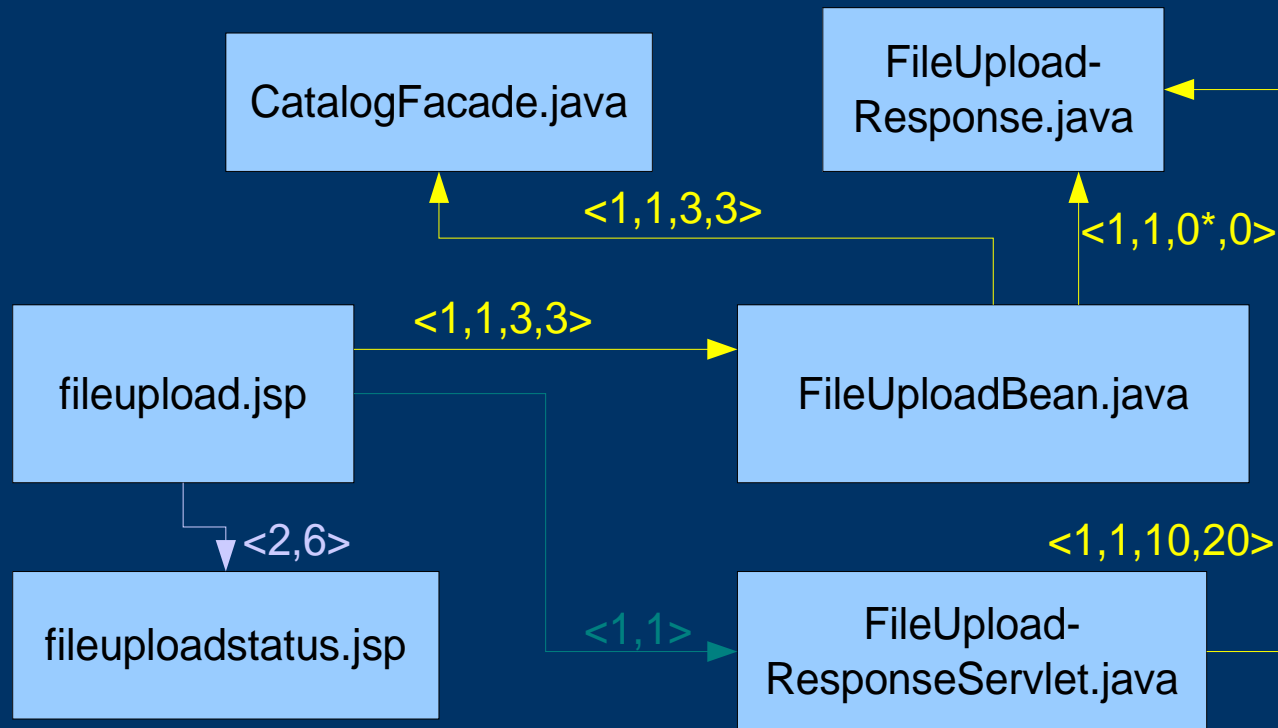 CatalogFacade.java
FileUpload-
Response.java
<1,1,3,3>
<1,1,0*,0>
<1,1,3,3>
fileupload.jsp
FileUploadBean.java
<2,6>
<1,1,10,20>
fileuploadstatus.jsp
<1,1>
FileUpload-
ResponseServlet.java